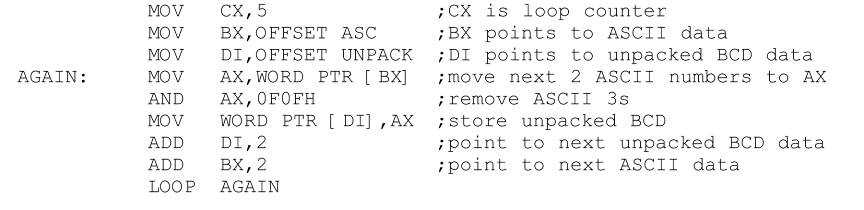 MOV CX,5 ;CX is loop counter
MOV BX,OFFSET ASC ;BX points to ASCII data
MOV DI,OFFSET UNPACK ;DI points to unpacked BCD data
AGAIN: MOV AX,WORD PTR [ BX] ;move next 2 ASCII numbers to AX
AND AX,0F0FH ;remove ASCII 3s
MOV WORD PTR [ DI],AX ;store unpacked BCD
ADD DI,2 ;point to next unpacked BCD data
ADD BX,2 ;point to next ASCII data
LOOP AGAIN